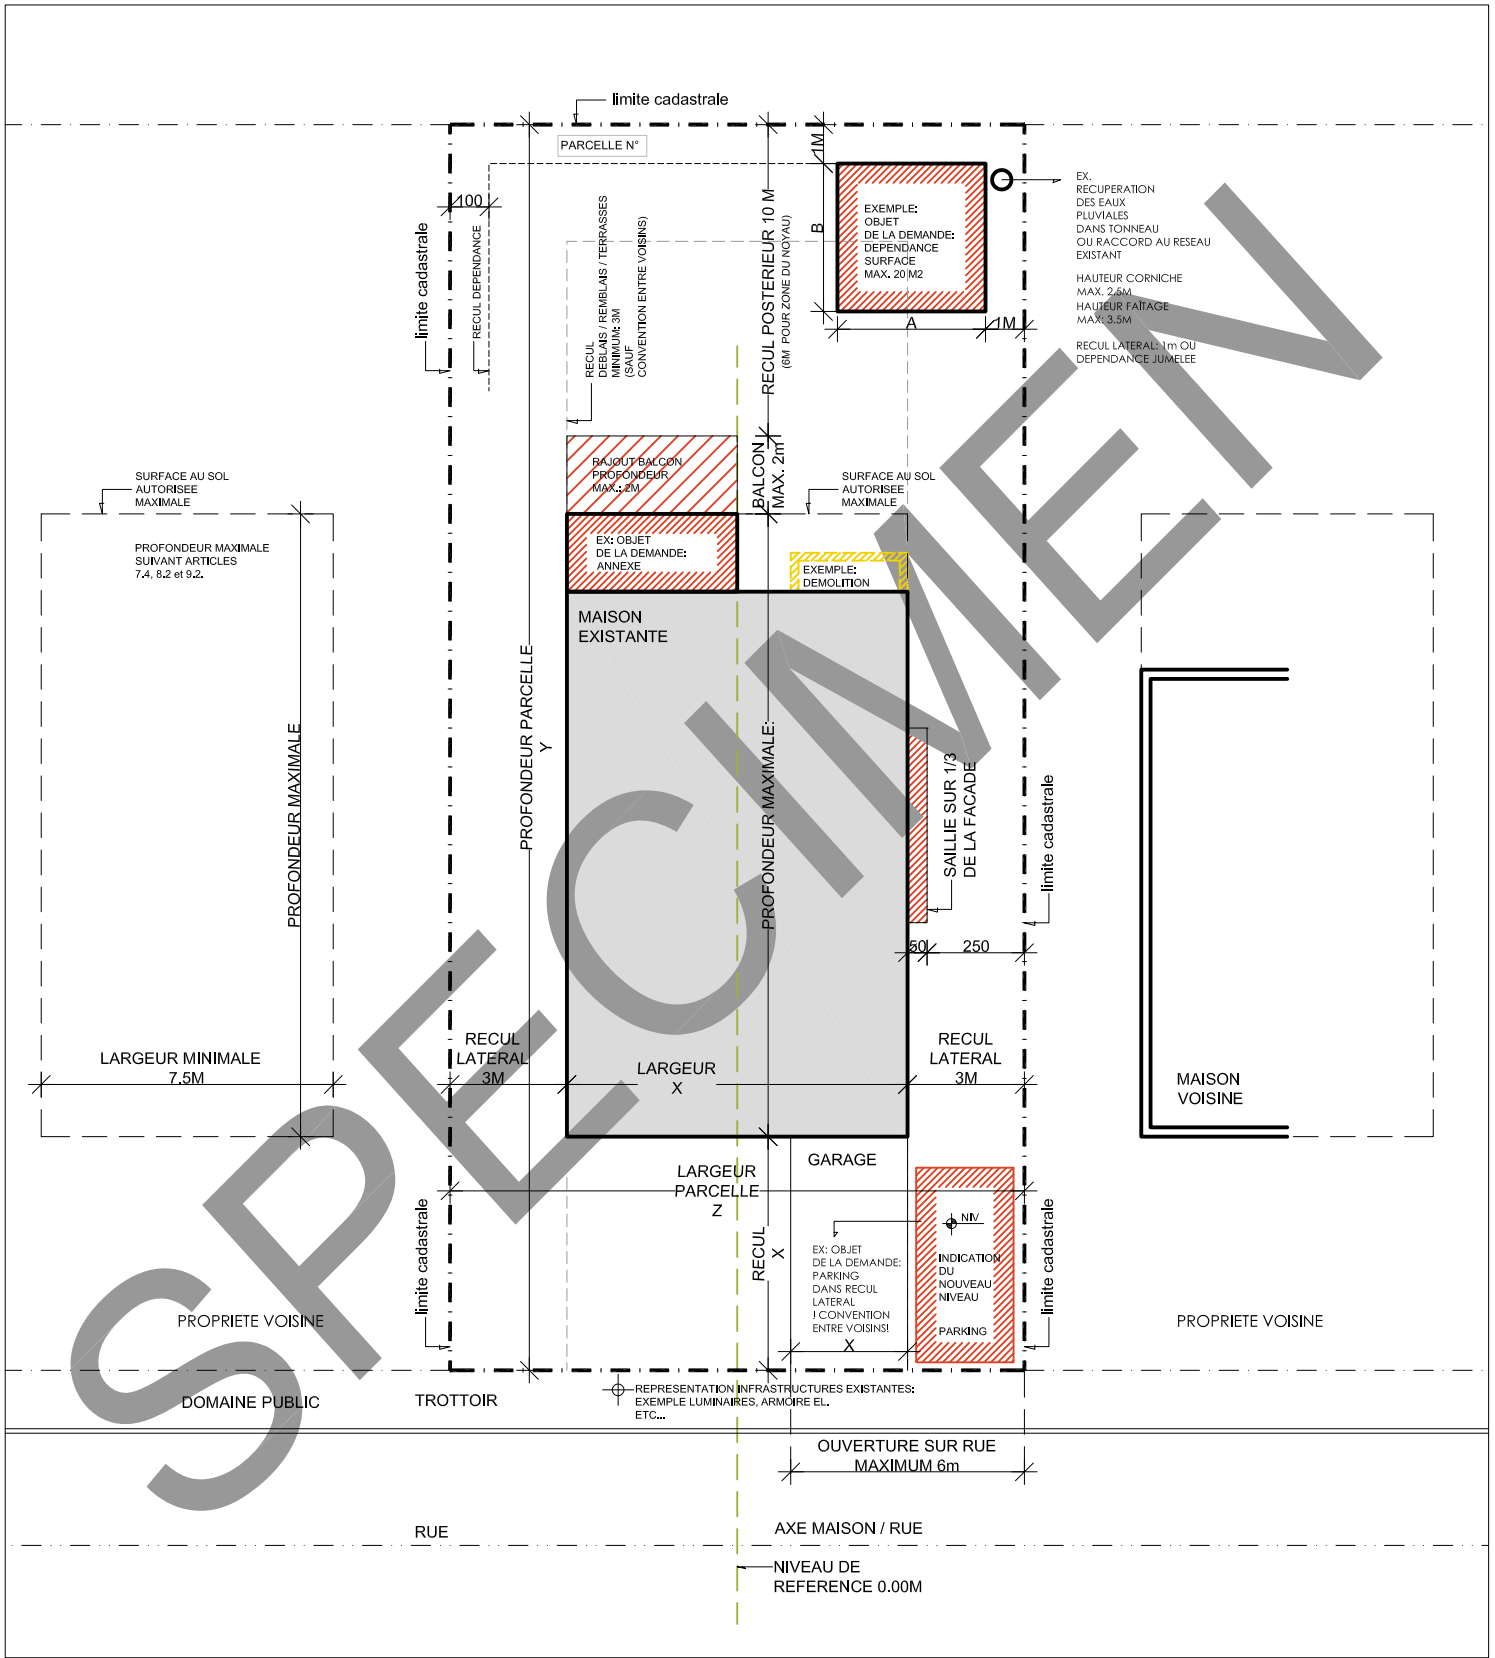 limite cadastrale
PARCELLE N°
1M
100
limite cadastrale
RECUL DEPENDANCE
RECUL
DEBLAIS / REMBLAIS / TERRASSES
MINIMUM: 3M
(SAUF
CONVENTION ENTRE VOISINS)
RECUL POSTERIEUR 10 M
(6M POUR ZONE DU NOYAU)
B
EXEMPLE:
OBJET
DE LA DEMANDE:
DEPENDANCE
SURFACE
MAX. 20 M2
A
1M
EX.
RECUPERATION
DES EAUX
PLUVIALES
DANS TONNEAU
OU RACCORD AU RESEAU
EXISTANT
HAUTEUR CORNICHE
MAX. 2,5M
HAUTEUR FAÎTAGE
MAX: 3.5M
RECUL LATERAL: 1m OU
DEPENDANCE JUMELEE
RAJOUT BALCON
PROFONDEUR
MAX.: 2M
BALCON
MAX. 2m
SURFACE AU SOL
AUTORISEE
MAXIMALE
SURFACE AU SOL
AUTORISEE
MAXIMALE
PROFONDEUR MAXIMALE
SUIVANT ARTICLES
7.4, 8.2 et 9.2.
EX: OBJET
DE LA DEMANDE:
ANNEXE
EXEMPLE:
DEMOLITION
MAISON
EXISTANTE
PROFONDEUR MAXIMALE
PROFONDEUR PARCELLE
Y
PROFONDEUR MAXIMALE:
SAILLIE SUR 1/3
DE LA FACADE
limite cadastrale
50
250
LARGEUR MINIMALE
7.5M
RECUL
LATERAL
3M
LARGEUR
X
RECUL
LATERAL
3M
MAISON
VOISINE
GARAGE
LARGEUR
PARCELLE
Z
RECUL
X
limite cadastrale
EX: OBJET
DE LA DEMANDE:
PARKING
DANS RECUL
LATERAL
! CONVENTION
ENTRE VOISINS!
X
NIV
INDICATION
DU
NOUVEAU
NIVEAU
PARKING
limite cadastrale
PROPRIETE VOISINE
PROPRIETE VOISINE
DOMAINE PUBLIC
TROTTOIR
REPRESENTATION INFRASTRUCTURES EXISTANTES:
EXEMPLE LUMINAIRES, ARMOIRE EL.
ETC...
OUVERTURE SUR RUE
MAXIMUM 6m
RUE
AXE MAISON / RUE
NIVEAU DE
REFERENCE 0.00M
SPECIMEN